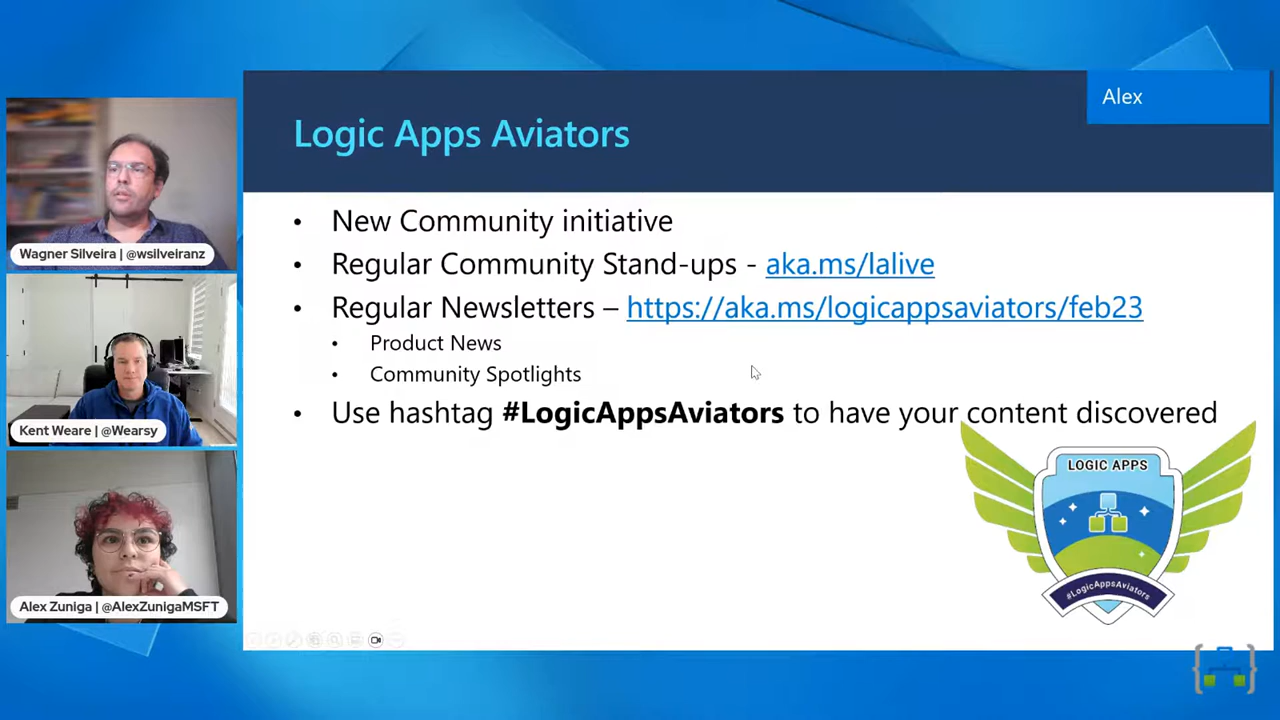 Alex
Logic Apps Aviators
• New Community initiative
• Regular Community Stand-ups - aka.ms/lalive
• Regular Newsletters – https://aka.ms/logicappsaviators/feb23
• Product News
• Community Spotlights
• Use hashtag #LogicAppsAviators to have your content discovered
LOGIC APPS
#LogicAppsAviators
Wagner Silveira | @wsilveiranz
Kent Weare | @Wearsy
Alex Zuniga | @AlexZunigaMSFT